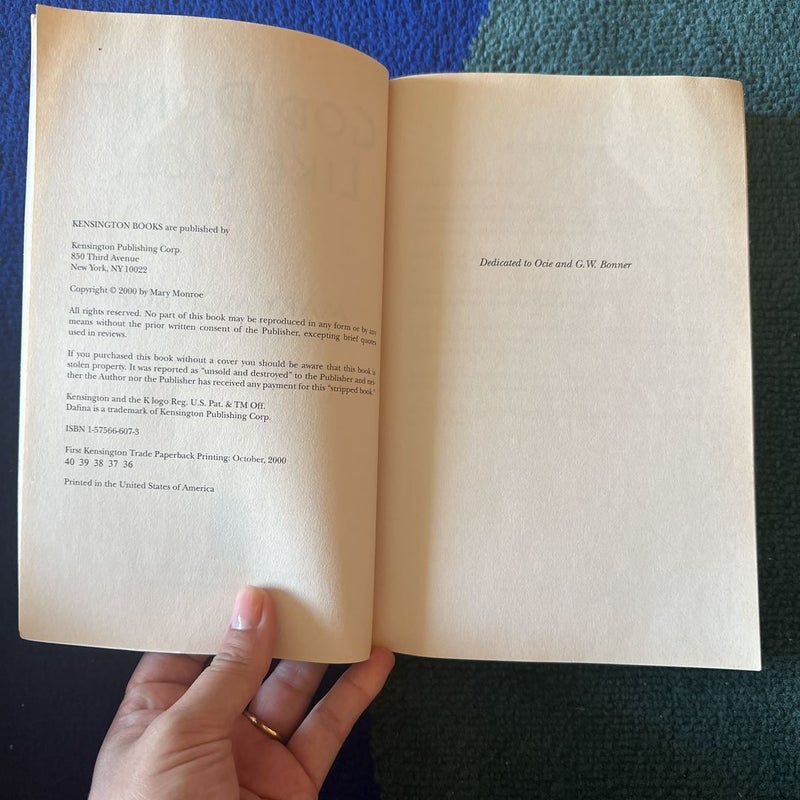 KENSINGTON BOOKS are published by
Kensington Publishing Corp.
850 Third Avenue
New York, NY 10022
Copyright © 2000 by Mary Monroe
All rights reserved. No part of this book may be reproduced in any form or by any
means without the prior written consent of the Publisher, excepting brief quotes
used in reviews.
If you purchased this book without a cover you should be aware that this book is
stolen property. It was reported as "unsold and destroyed" to the Publisher and nei-
ther the Author nor the Publisher has received any payment for this "stripped book."
Kensington and the K logo Reg. U.S. Pat. & TM Off.
Dafina is a trademark of Kensington Publishing Corp.
ISBN 1-57566-607-3
First Kensington Trade Paperback Printing: October, 2000
40 39 38 37 36
Printed in the United States of America
GOD DON'T
LIKE
Dedicated to Ocie and G.W. Bonner